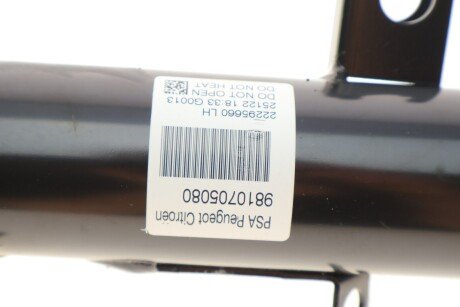 PSA Peugeot Citroen
9810705080
22295660 LH
25122 18:33 G0013
DO NOT OPEN
DO NOT HEAT